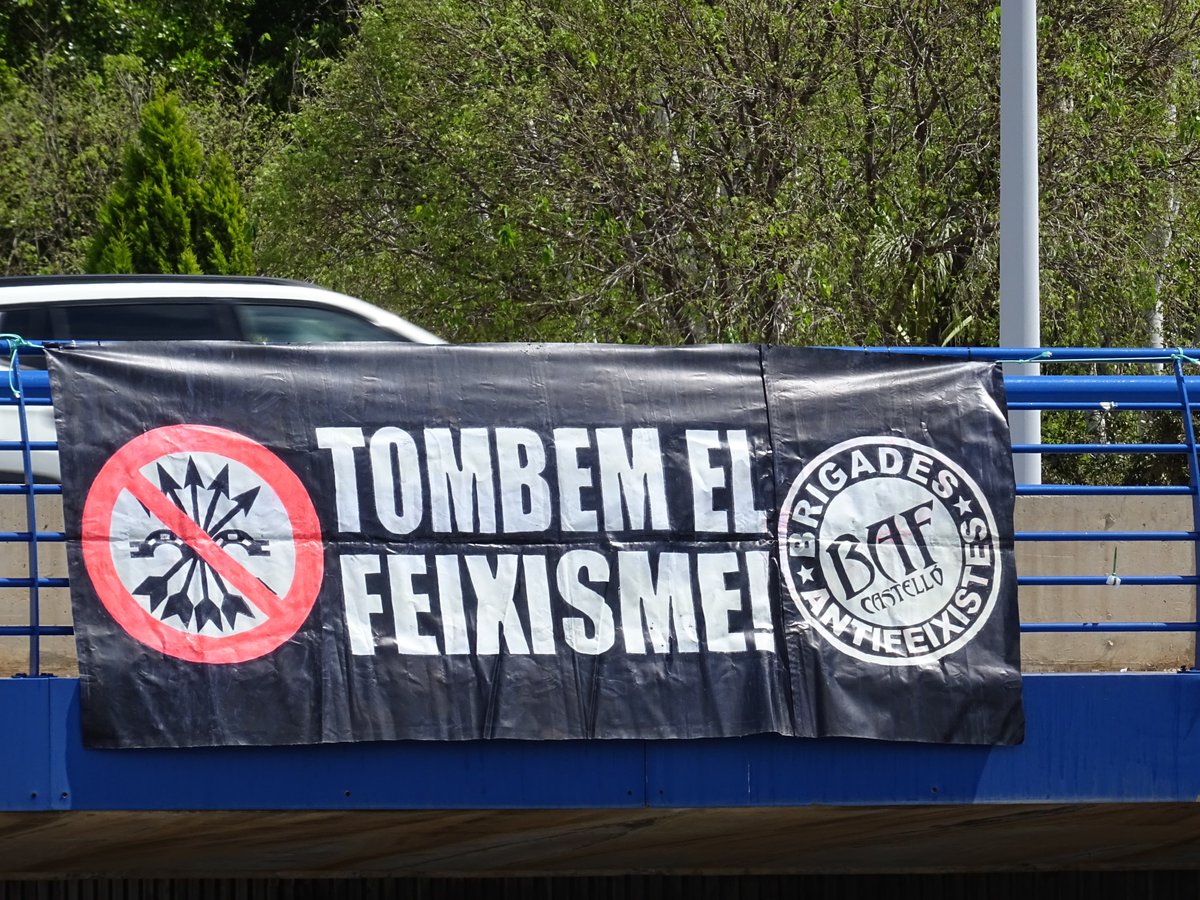 TOMBEM EL
FEIXISME!
BRIGADES
ANTIFEIXISTES
BAF
CASTELLÓ